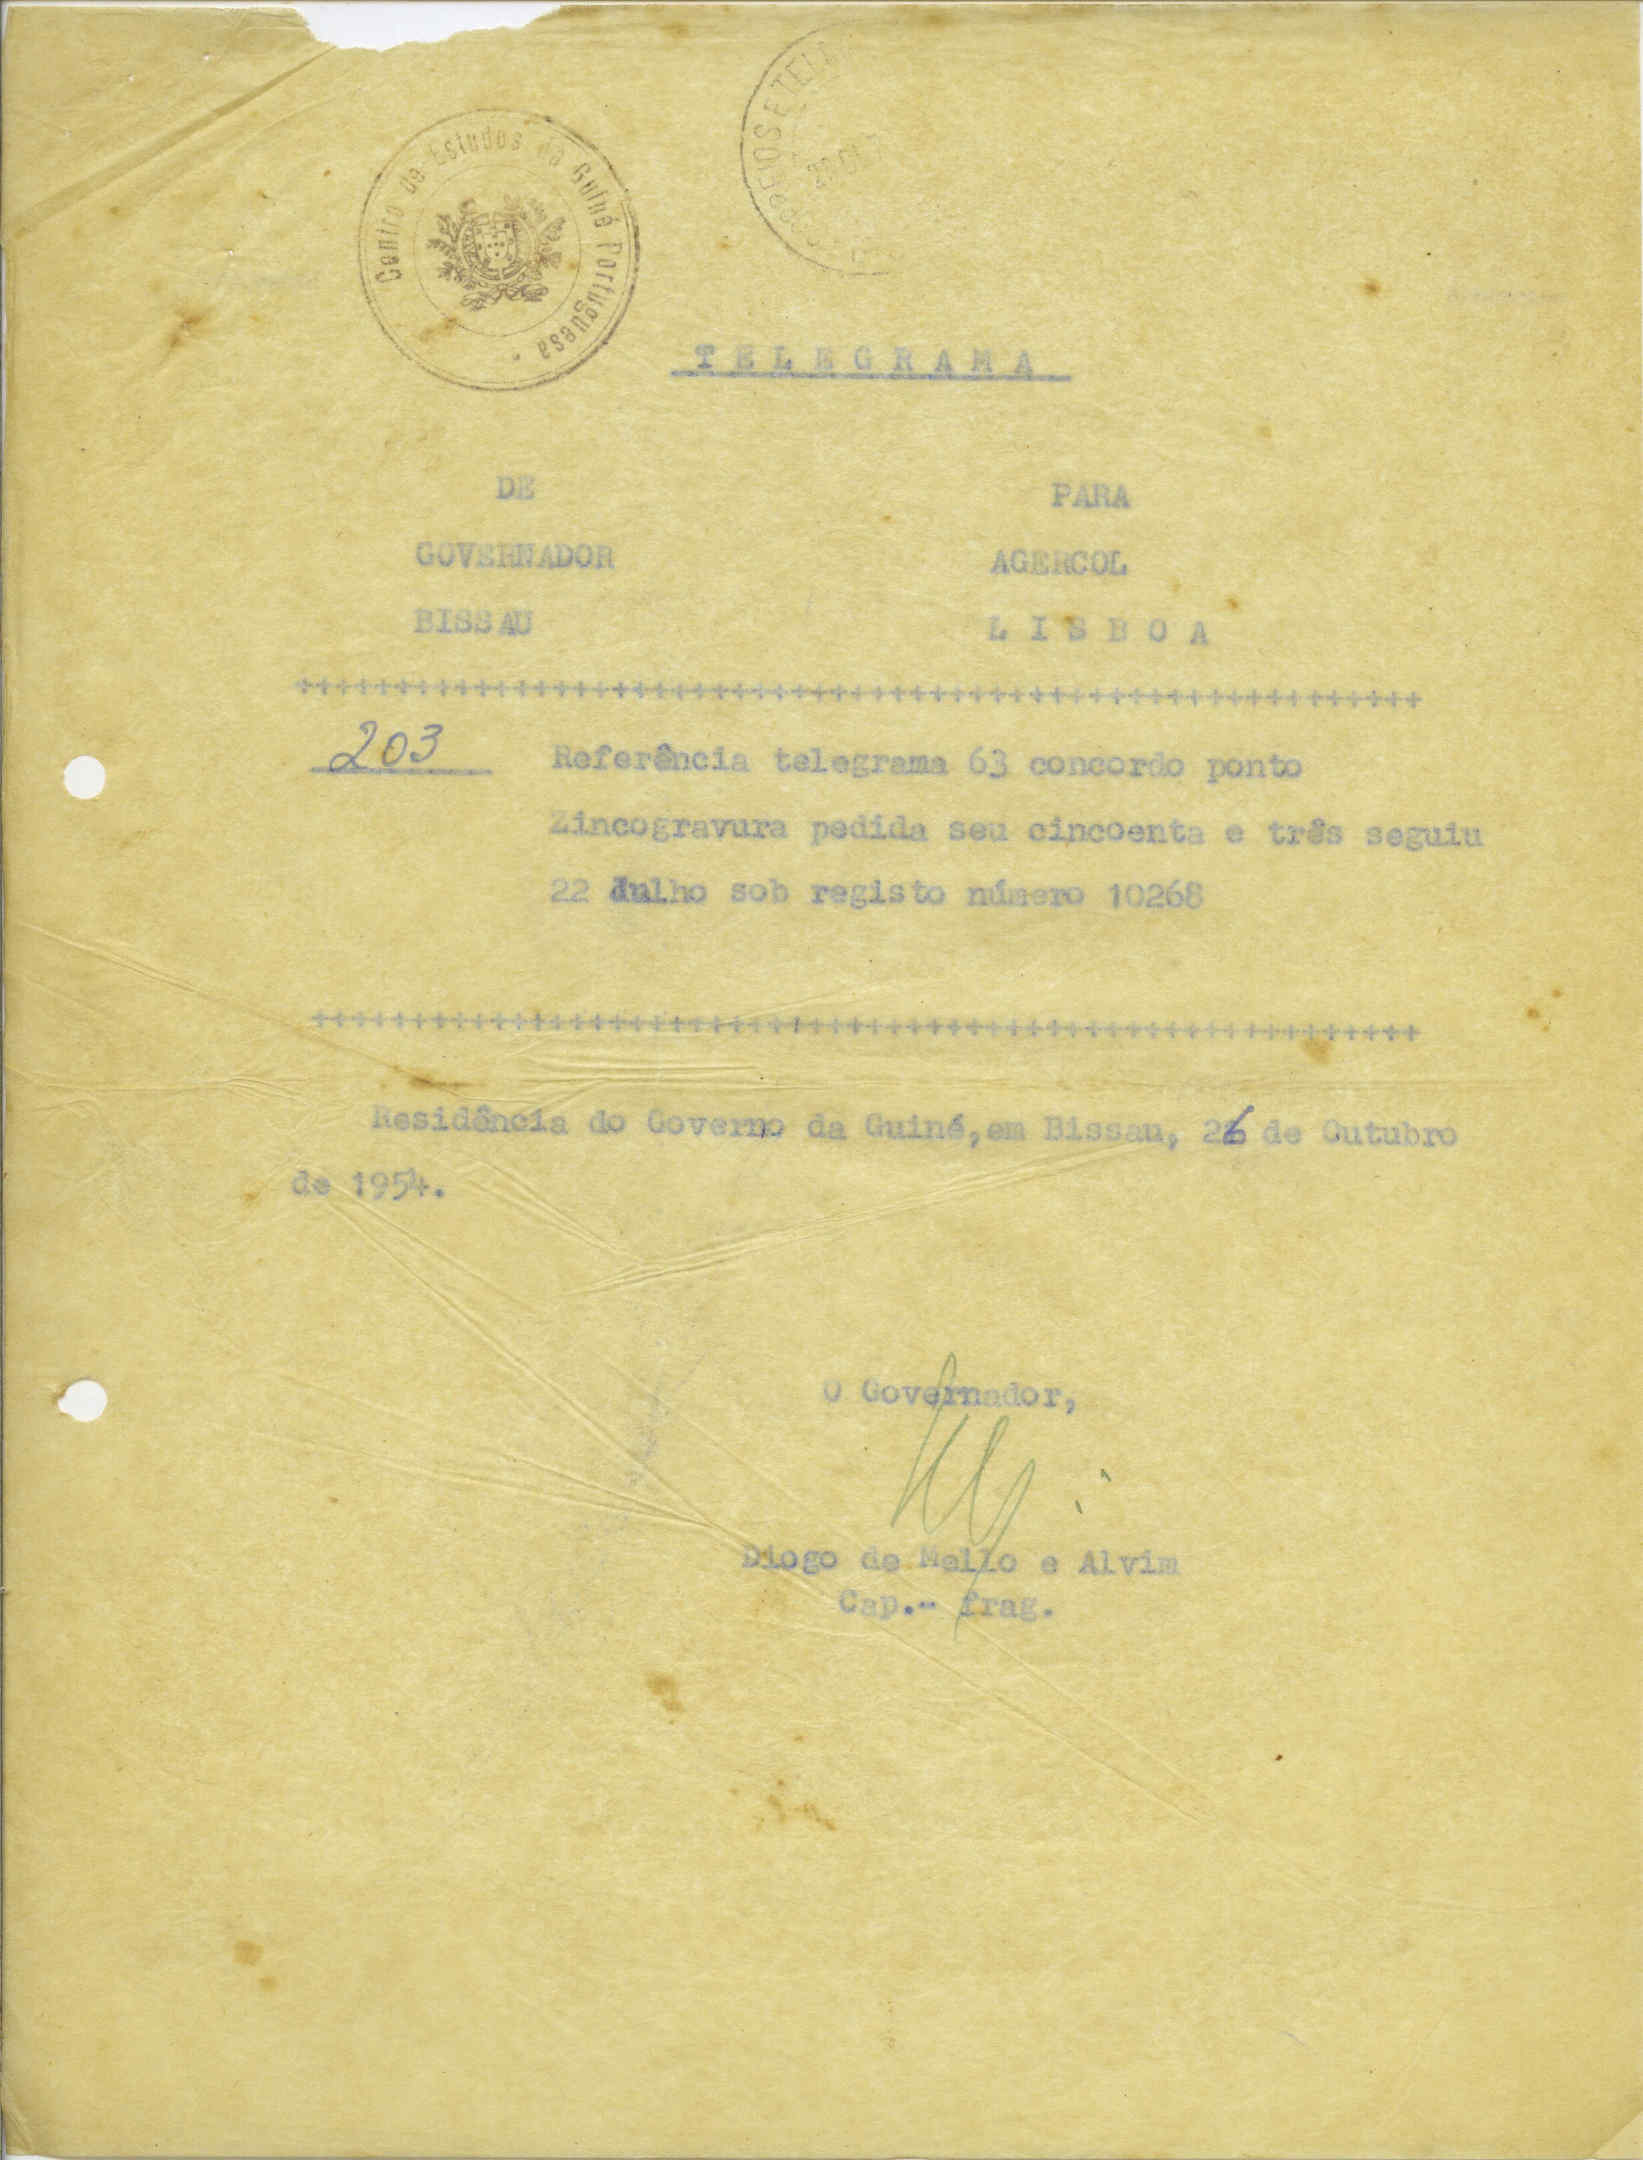 Centro de Estudos da Guiné Portuguesa
TELEGRAMA
DE
PARA
GOVERNADOR
AGERCOL
BISSAU
LISBOA
++++++++++++++++++++++++++++++++++++++++++++++++++++++++
203 Referência telegrama 63 concordo ponto
Zincogravura pedida seu cincoenta e três seguiu
22 Julho sob registo número 10268
++++++++++++++++++++++++++++++++++++++++++++++++++++++++
Residência do Governo da Guiné,em Bissau, 26 de Outubro
de 1954.
O Governador,
Diogo de Mello e Alvim
Cap.- frag.